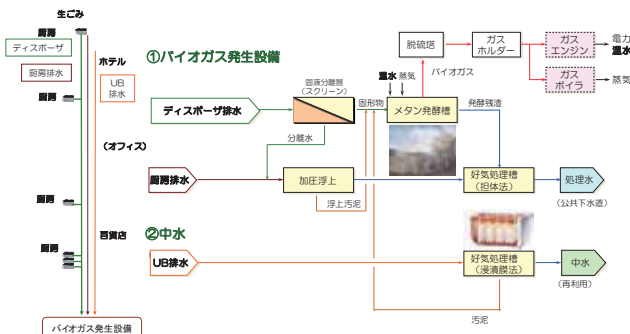 生ごみ
厨房
ディスポーザ
厨房排水
ホテル
UB
排水
厨房
(オフィス)
厨房
百貨店
厨房
バイオガス発生設備
①バイオガス発生設備
固液分離器
(スクリーン)
ディスポーザ排水
固形物
分離水
温水 蒸気
バイオガス
メタン発酵槽
発酵残渣
脱硫塔
ガス
ホルダー
ガス
エンジン
電力
温水
ガス
ボイラ
蒸気
厨房排水
加圧浮上
浮上汚泥
好気処理槽
(担体法)
処理水
(公共下水道)
②中水
UB排水
好気処理槽
(浸漬膜法)
中水
(再利用)
汚泥